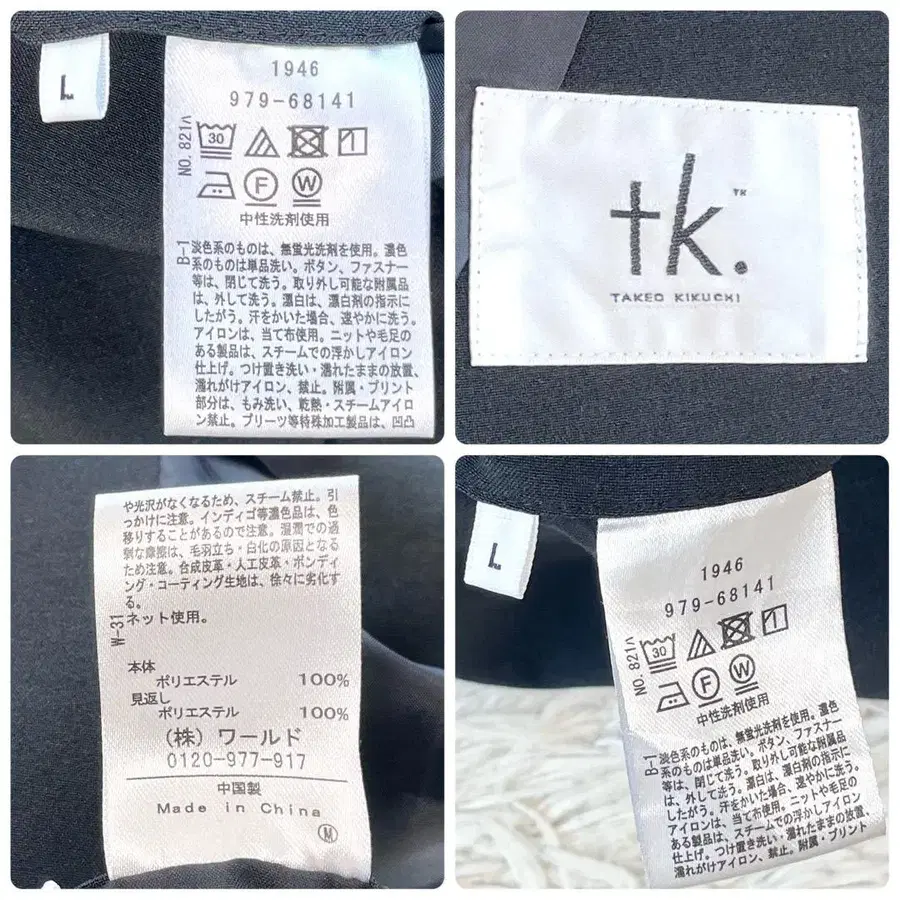 L
1946
979-68141
NO. 821A
30
1
F
W
中性洗剤使用
B-1
淡色系のものは、無蛍光洗剤を使用。濃色
系のものは単品洗い。ボタン、ファスナー
等は、閉じて洗う。取り外し可能な附属品
は、外して洗う。漂白は、漂白剤の指示に
したがう。汗をかいた場合、速やかに洗う。
アイロンは、当て布使用。ニットや毛足の
ある製品は、スチームでの浮かしアイロン
仕上げ。つけ置き洗い・濡れたままの放置、
濡れがけアイロン、禁止。附属・プリント
部分は、もみ洗い、乾熱・スチームアイロ
ン禁止。プリーツ等特殊加工製品は、凹凸
tk.
TM
TAKEO KIKUCHI
や光沢がなくなるため、スチーム禁止。引
っかけに注意。インディゴ等濃色品は、色
移りすることがあるので注意。湿潤での過
剰な摩擦は、毛羽立ち・白化の原因となる
ため注意。合成皮革・人工皮革・ボンディ
ング・コーティング生地は、徐々に劣化す
る。
W-31
ネット使用。
本体
ポリエステル 100%
見返し
ポリエステル 100%
(株) ワールド
0120-977-917
中国製
Made in China
M
L
1946
979-68141
NO. 821A
30
1
F
W
中性洗剤使用
B-1
淡色系のものは、無蛍光洗剤を使用。濃色
系のものは単品洗い。ボタン、ファスナー
等は、閉じて洗う。取り外し可能な附属品
は、外して洗う。漂白は、漂白剤の指示に
したがう。汗をかいた場合、速やかに洗う。
アイロンは、当て布使用。ニットや毛足の
ある製品は、スチームでの浮かしアイロン
仕上げ。つけ置き洗い・濡れたままの放置、
濡れがけアイロン、禁止。附属・プリント